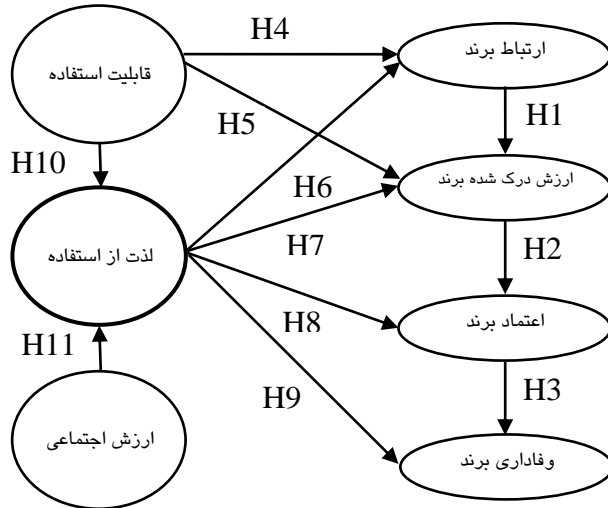 H4
قابلیت استفاده
ارتباط برند
H5
H1
H10
ارزش درک شده برند
H6
لذت از استفاده
H7
H2
H8
اعتماد برند
H11
H9
H3
ارزش اجتماعی
وفاداری برند